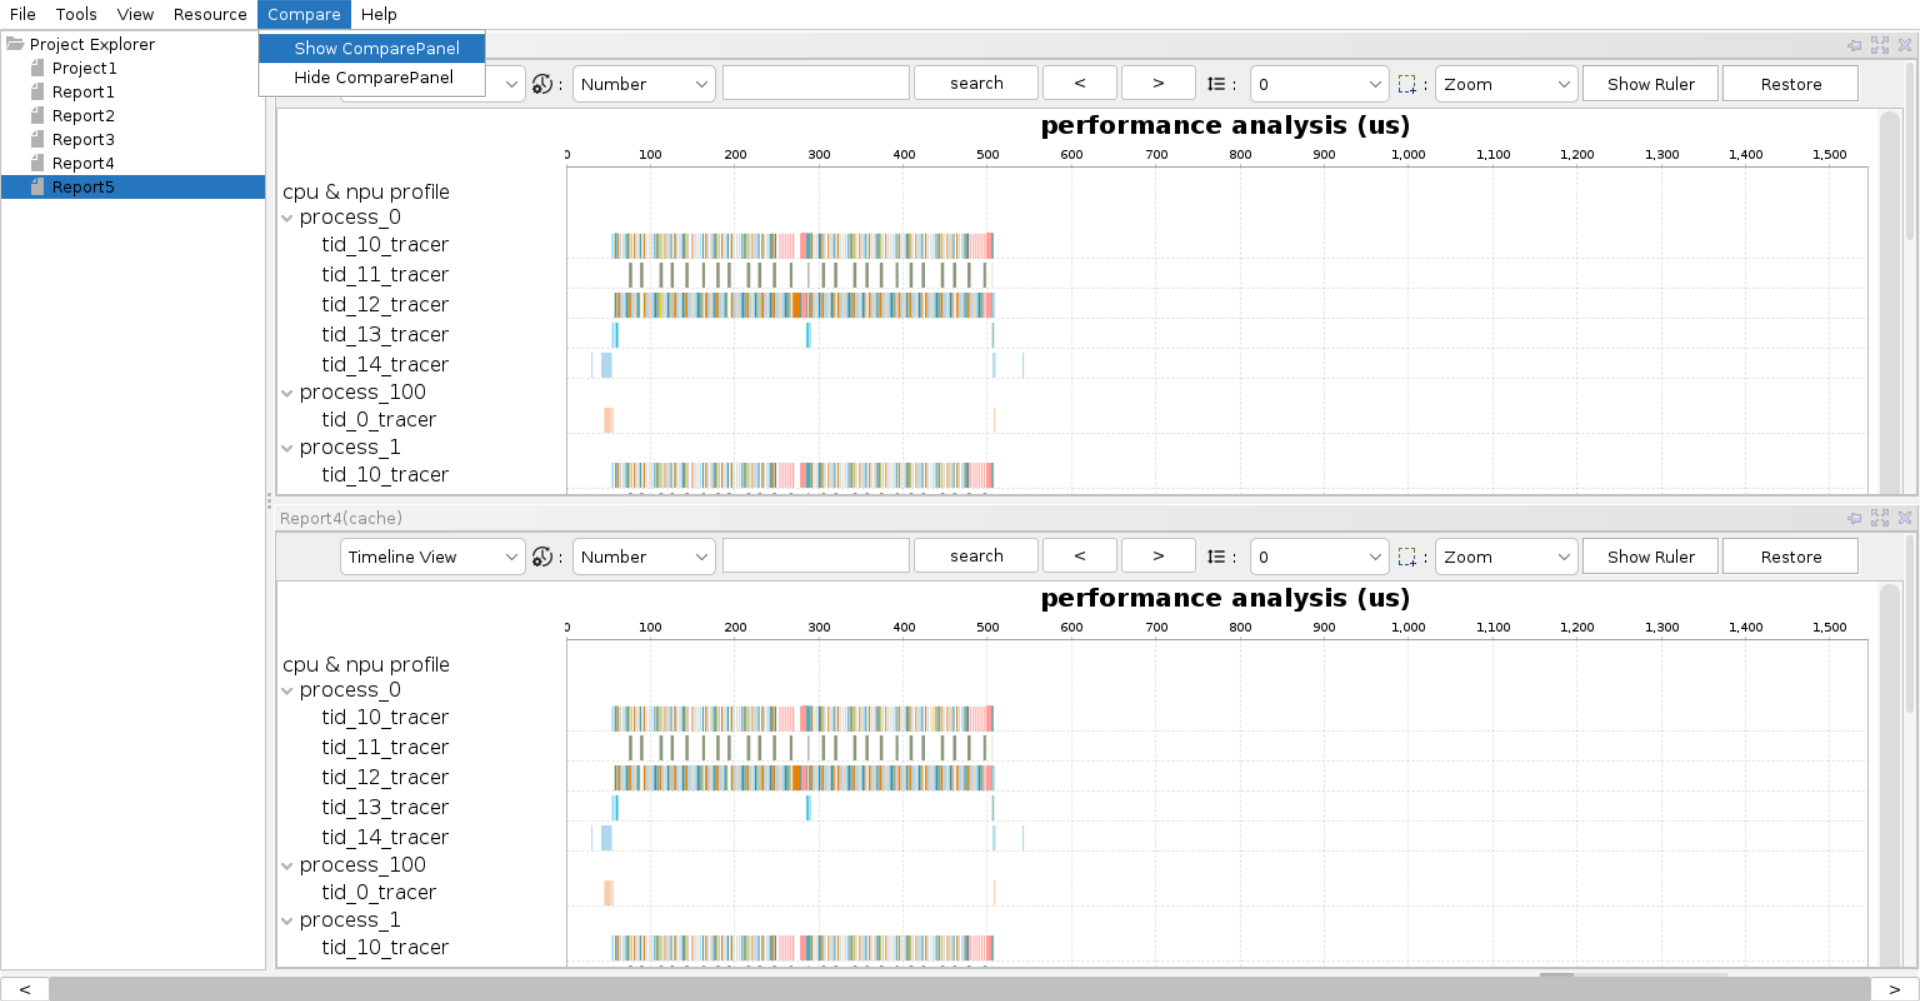 File Tools View Resource Compare Help
Show ComparePanel
Hide ComparePanel
Project Explorer
Project1
Report1
Report2
Report3
Report4
Report5
: Number search < > : 0 : Zoom Show Ruler Restore
performance analysis (us)
0 100 200 300 400 500 600 700 800 900 1,000 1,100 1,200 1,300 1,400 1,500
cpu & npu profile
process_0
tid_10_tracer
tid_11_tracer
tid_12_tracer
tid_13_tracer
tid_14_tracer
process_100
tid_0_tracer
process_1
tid_10_tracer
Report4(cache)
Timeline View : Number search < > : 0 : Zoom Show Ruler Restore
performance analysis (us)
0 100 200 300 400 500 600 700 800 900 1,000 1,100 1,200 1,300 1,400 1,500
cpu & npu profile
process_0
tid_10_tracer
tid_11_tracer
tid_12_tracer
tid_13_tracer
tid_14_tracer
process_100
tid_0_tracer
process_1
tid_10_tracer
< >